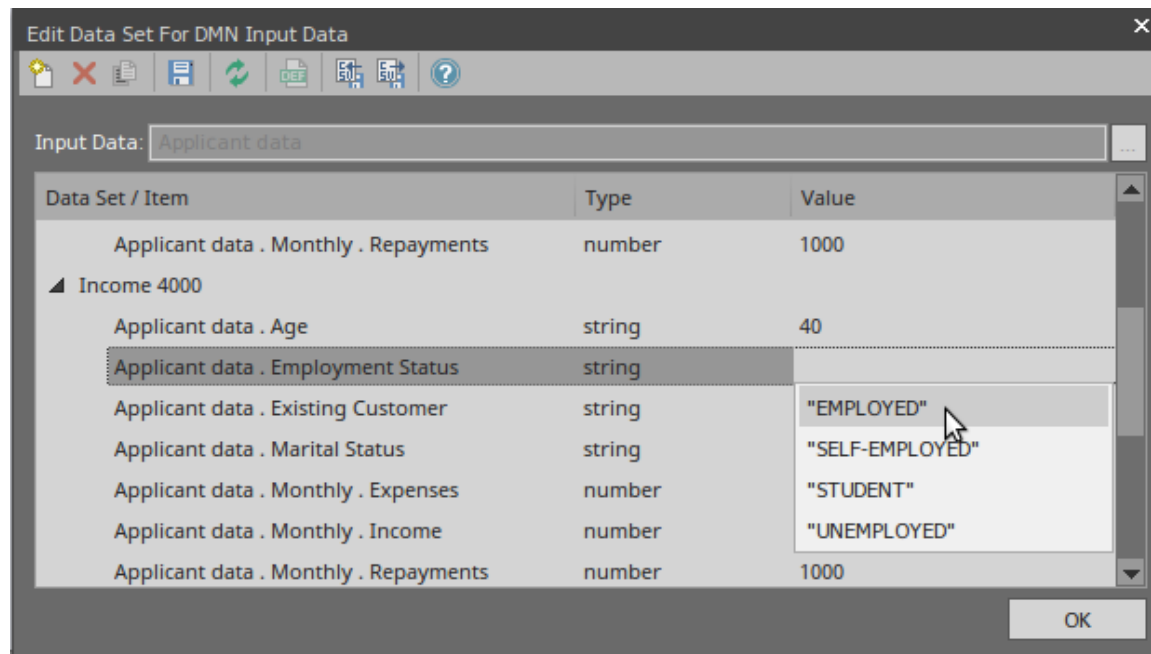 Edit Data Set For DMN Input Data
DEF
Input Data: Applicant data ...
Data Set / Item Type Value
Applicant data . Monthly . Repayments number 1000
Income 4000
Applicant data . Age string 40
Applicant data . Employment Status string
Applicant data . Existing Customer string "EMPLOYED"
Applicant data . Marital Status string "SELF-EMPLOYED"
Applicant data . Monthly . Expenses number "STUDENT"
Applicant data . Monthly . Income number "UNEMPLOYED"
Applicant data . Monthly . Repayments number 1000
OK